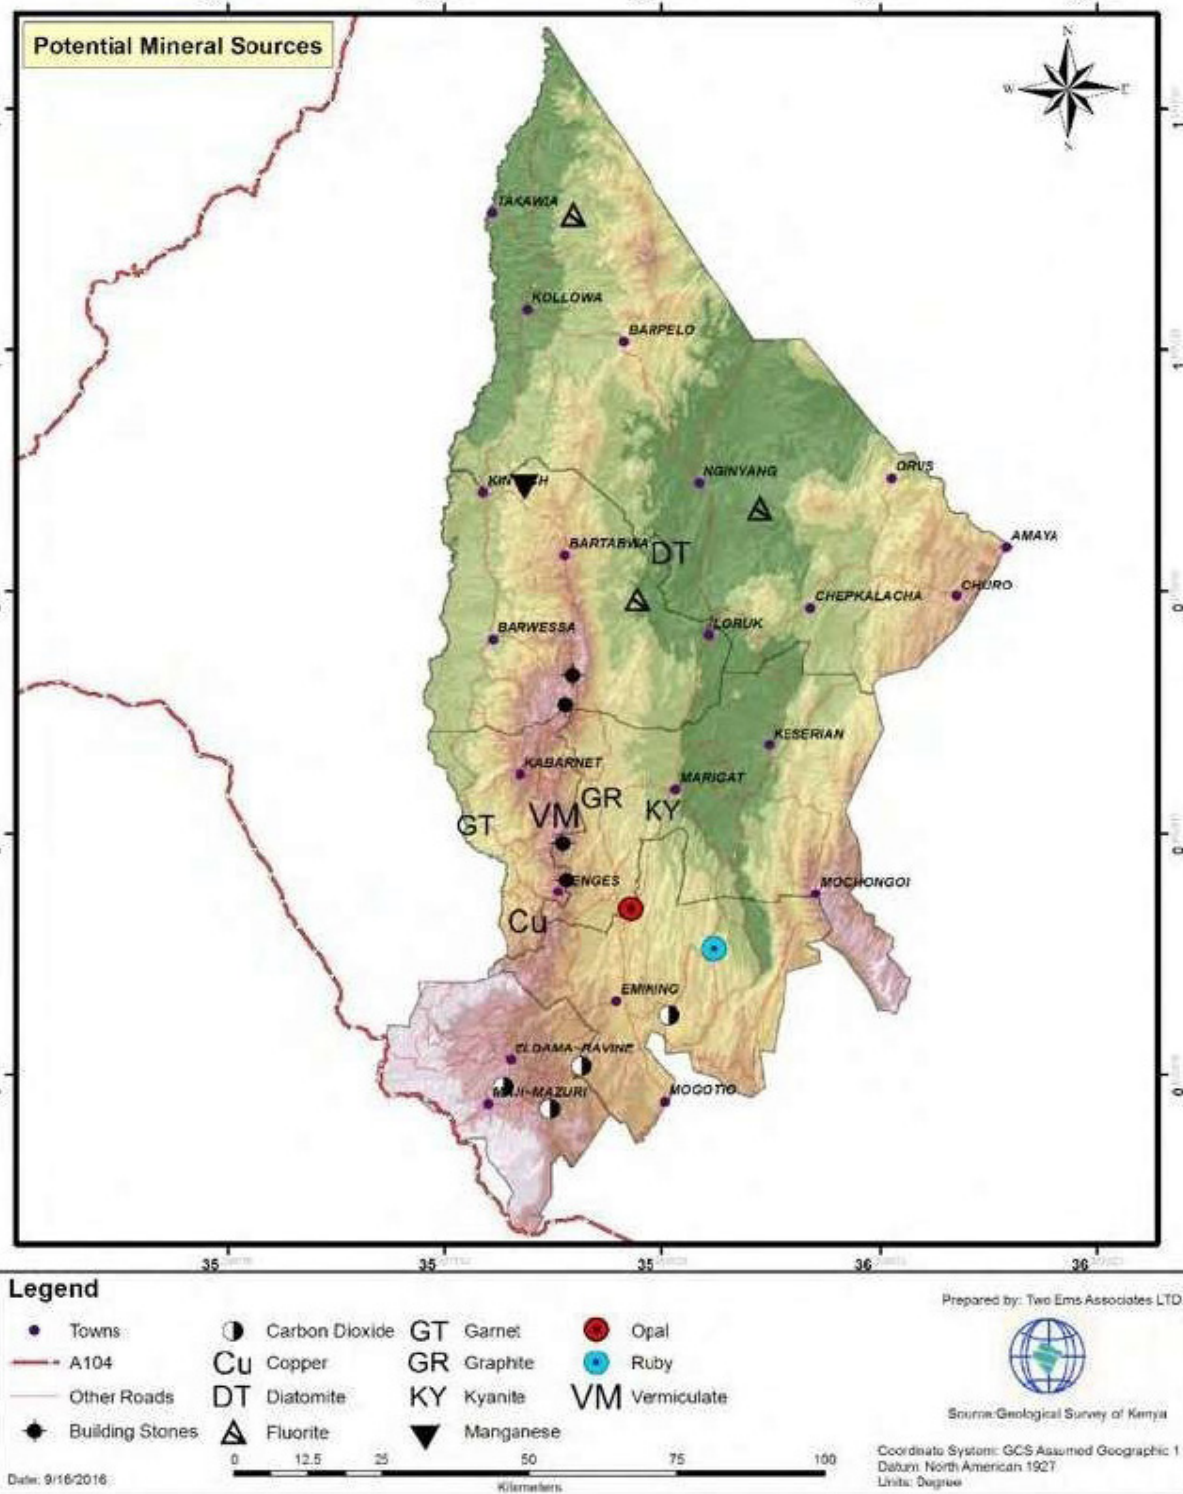 Potential Mineral Sources
N
W
E
TAKAWIA
KOLLOWA
BARPELO
NGINYANG
ORUS
BARTABWA
DT
AMAYA
CHURO
CHEPKALACHA
BARWESSA
LORUK
KESERIAN
KABARNET
MARIGAT
GR
KY
VM
GT
ENGES
MOCHONGOI
Cu
EMINING
ELDAMA-RAVINE
MAJI-MAZURI
MOGOTIO
35
35
35
36
36
Legend
Prepared by: Two Ems Associates LTD
Towns
Carbon Dioxide
GT Garnet
Opal
A104
Cu Copper
GR Graphite
Ruby
Other Roads
DT Diatomite
KY Kyanite
VM Vermiculate
Building Stones
Fluorite
Manganese
Source:Geological Survey of Kenya
0 12.5 25 50 75 100
Kilometers
Date: 9/16/2016
Coordinate System: GCS Assumed Geographic 1
Datum: North American 1927
Units: Degree